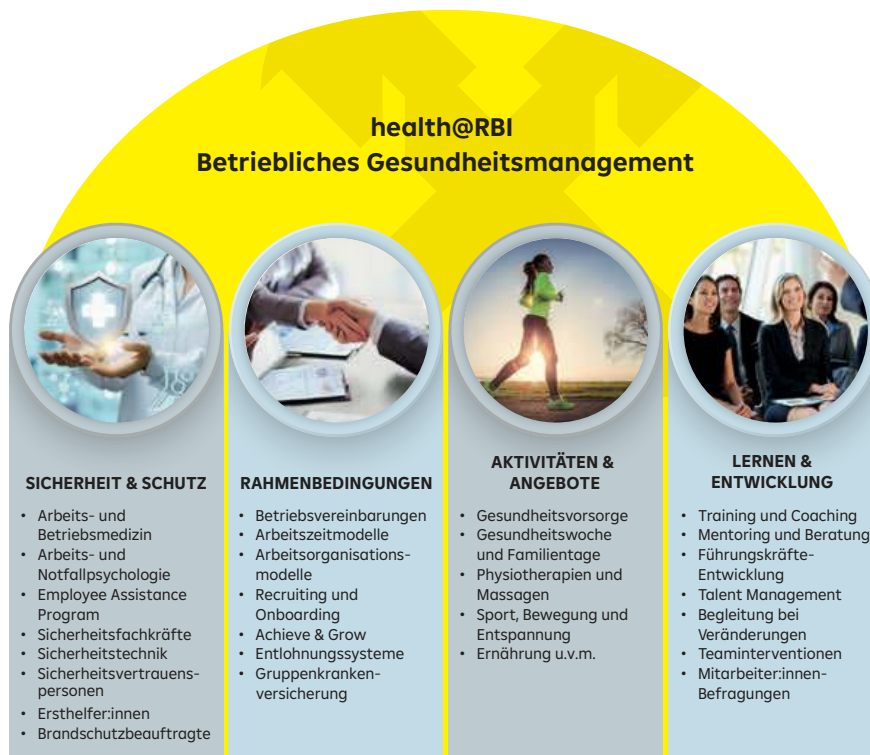 health@RBI
Betriebliches Gesundheitsmanagement
SICHERHEIT & SCHUTZ
• Arbeits- und
Betriebsmedizin
• Arbeits- und
Notfallpsychologie
• Employee Assistance
Program
• Sicherheitsfachkräfte
• Sicherheitstechnik
• Sicherheitsvertrauens-
personen
• Ersthelfer:innen
• Brandschutzbeauftragte
RAHMENBEDINGUNGEN
• Betriebsvereinbarungen
• Arbeitszeitmodelle
• Arbeitsorganisations-
modelle
• Recruiting und
Onboarding
• Achieve & Grow
• Entlohnungssysteme
• Gruppenkranken-
versicherung
AKTIVITÄTEN &
ANGEBOTE
• Gesundheitsvorsorge
• Gesundheitswoche
und Familientage
• Physiotherapien und
Massagen
• Sport, Bewegung und
Entspannung
• Ernährung u.v.m.
LERNEN &
ENTWICKLUNG
• Training und Coaching
• Mentoring und Beratung
• Führungskräfte-
Entwicklung
• Talent Management
• Begleitung bei
Veränderungen
• Teaminterventionen
• Mitarbeiter:innen-
Befragungen